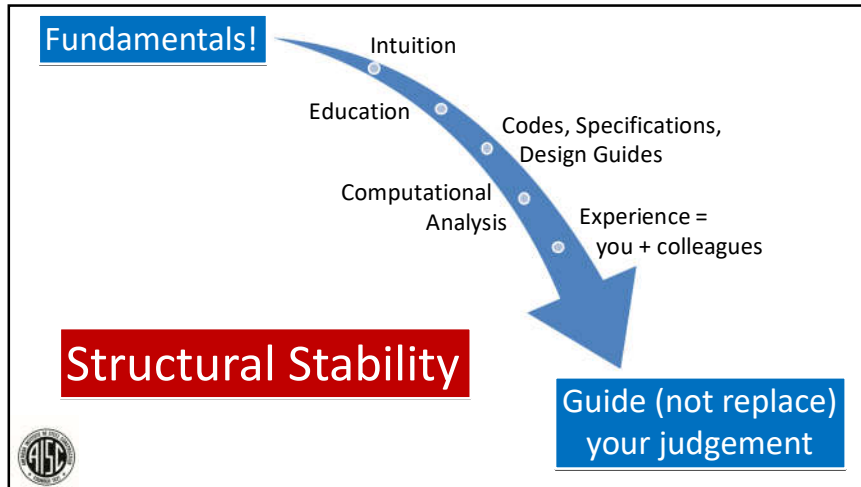 Fundamentals!
Intuition
Education
Codes, Specifications,
Design Guides
Computational
Analysis
Experience =
you + colleagues
Structural Stability
Guide (not replace)
your judgement
AISC